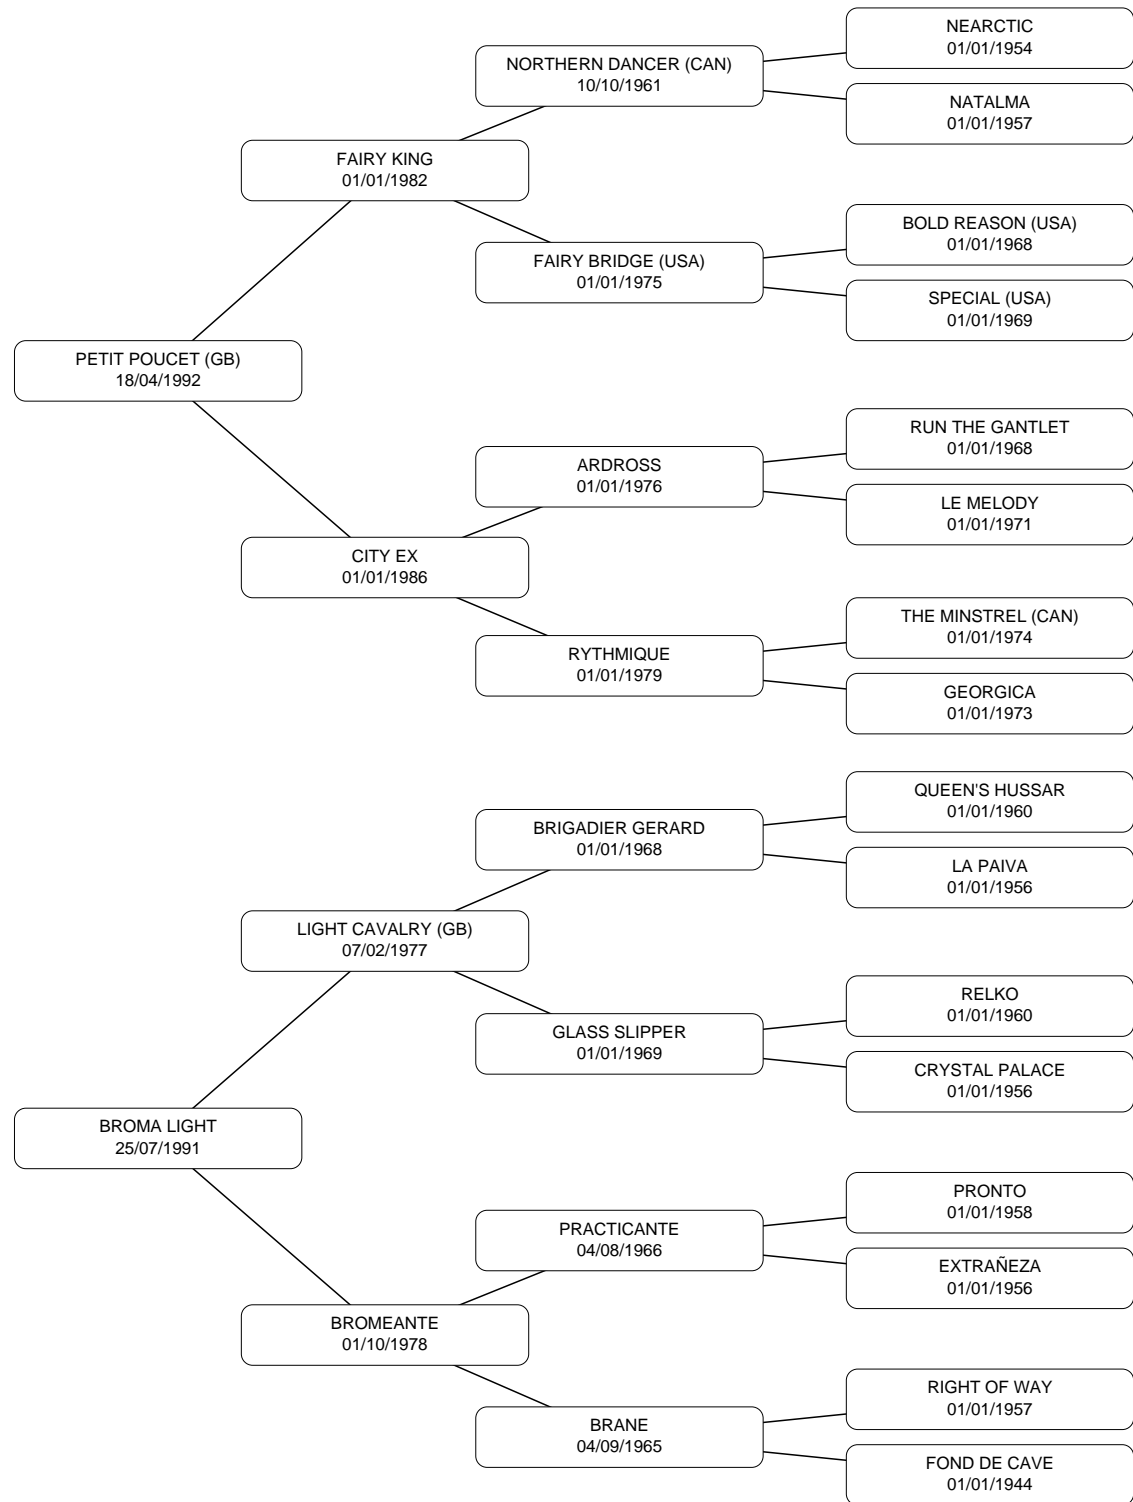 NEARCTIC
01/01/1954
NORTHERN DANCER (CAN)
10/10/1961
NATALMA
01/01/1957
FAIRY KING
01/01/1982
BOLD REASON (USA)
01/01/1968
FAIRY BRIDGE (USA)
01/01/1975
SPECIAL (USA)
01/01/1969
PETIT POUCET (GB)
18/04/1992
RUN THE GANTLET
01/01/1968
ARDROSS
01/01/1976
LE MELODY
01/01/1971
CITY EX
01/01/1986
THE MINSTREL (CAN)
01/01/1974
RYTHMIQUE
01/01/1979
GEORGICA
01/01/1973
QUEEN'S HUSSAR
01/01/1960
BRIGADIER GERARD
01/01/1968
LA PAIVA
01/01/1956
LIGHT CAVALRY (GB)
07/02/1977
RELKO
01/01/1960
GLASS SLIPPER
01/01/1969
CRYSTAL PALACE
01/01/1956
BROMA LIGHT
25/07/1991
PRONTO
01/01/1958
PRACTICANTE
04/08/1966
EXTRAÑEZA
01/01/1956
BROMEANTE
01/10/1978
RIGHT OF WAY
01/01/1957
BRANE
04/09/1965
FOND DE CAVE
01/01/1944